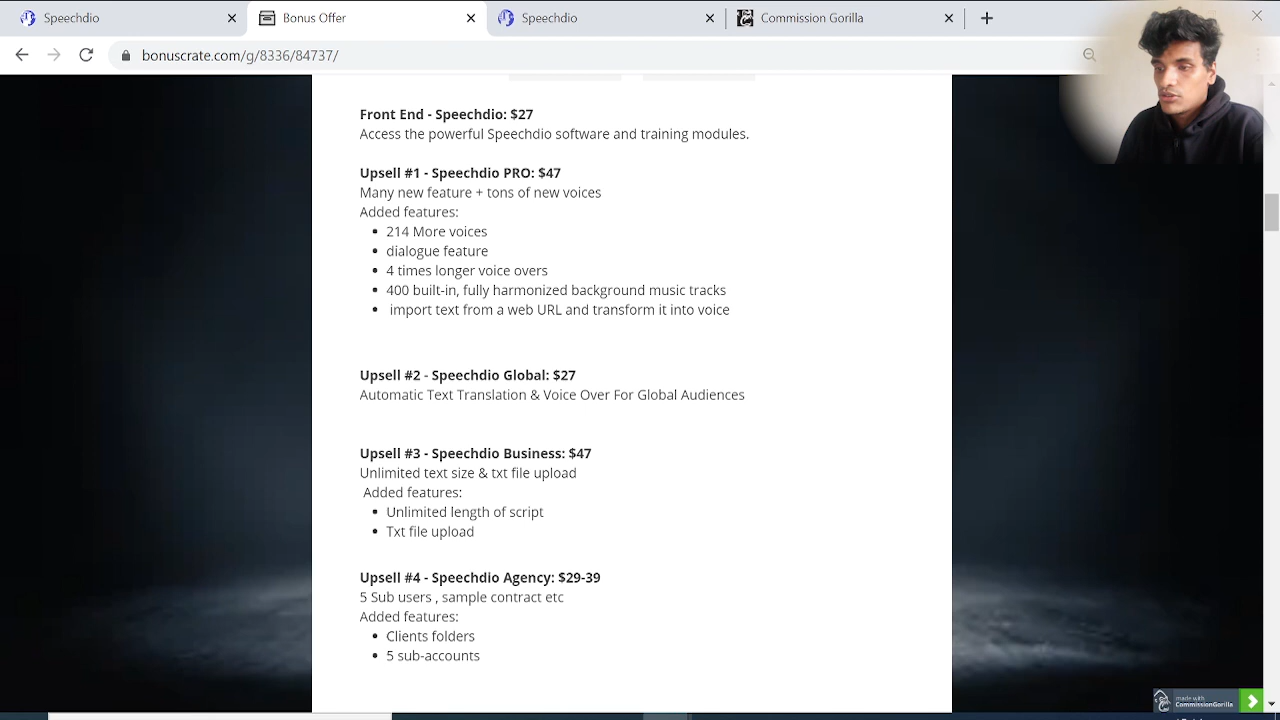 Speechdio
Bonus Offer
Speechdio
Commission Gorilla
bonuscrate.com/g/8336/84737/
Front End - Speechdio: $27
Access the powerful Speechdio software and training modules.
Upsell #1 - Speechdio PRO: $47
Many new feature + tons of new voices
Added features:
214 More voices
dialogue feature
4 times longer voice overs
400 built-in, fully harmonized background music tracks
import text from a web URL and transform it into voice
Upsell #2 - Speechdio Global: $27
Automatic Text Translation & Voice Over For Global Audiences
Upsell #3 - Speechdio Business: $47
Unlimited text size & txt file upload
Added features:
Unlimited length of script
Txt file upload
Upsell #4 - Speechdio Agency: $29-39
5 Sub users , sample contract etc
Added features:
Clients folders
5 sub-accounts
made with
CommissionGorilla